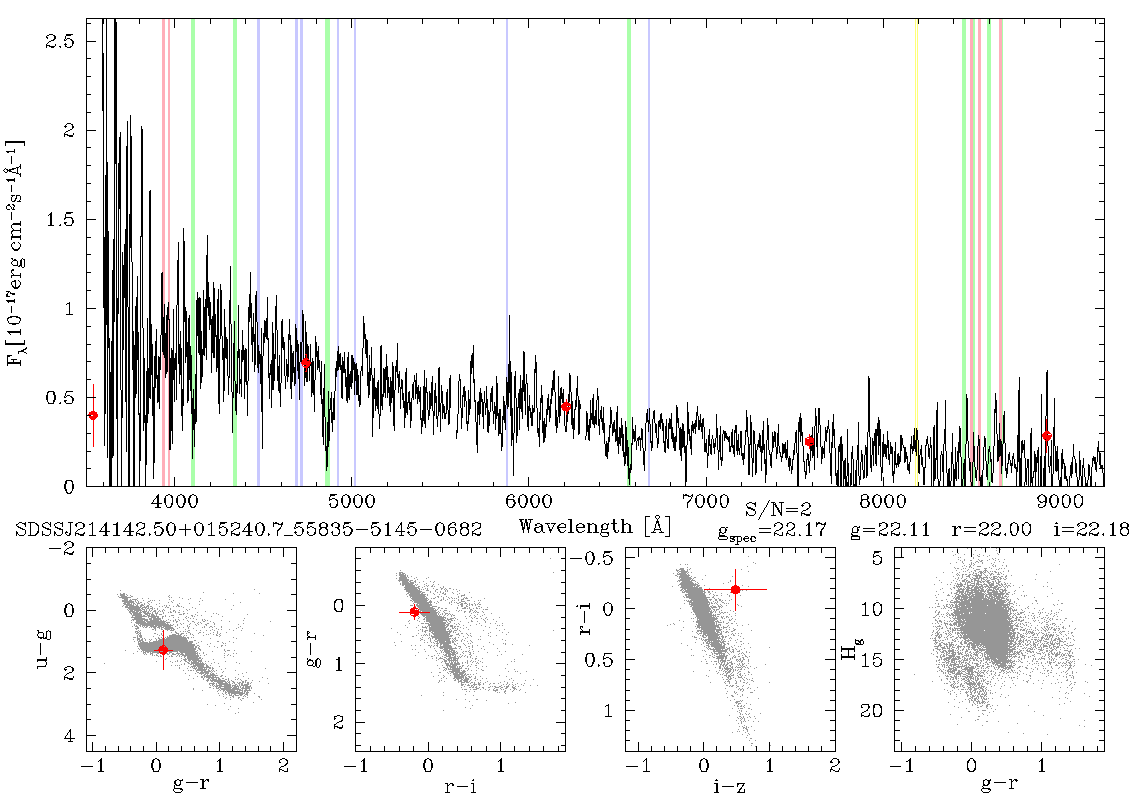 2.5
2
1.5
1
0.5
0
F_λ[10⁻¹⁷erg cm⁻²s⁻¹Å⁻¹]
4000 5000 6000 7000 8000 9000
S/N=2
SDSSJ214142.50+015240.7_55835-5145-0682 Wavelength [Å] g_spec=22.17 g=22.11 r=22.00 i=22.18
-2
0
2
4
u-g
-1 0 1 2
g-r
0
1
2
g-r
-1 0 1 2
r-i
-0.5
0
0.5
1
r-i
-1 0 1 2
i-z
5
10
15
20
H_g
-1 0 1 2
g-r